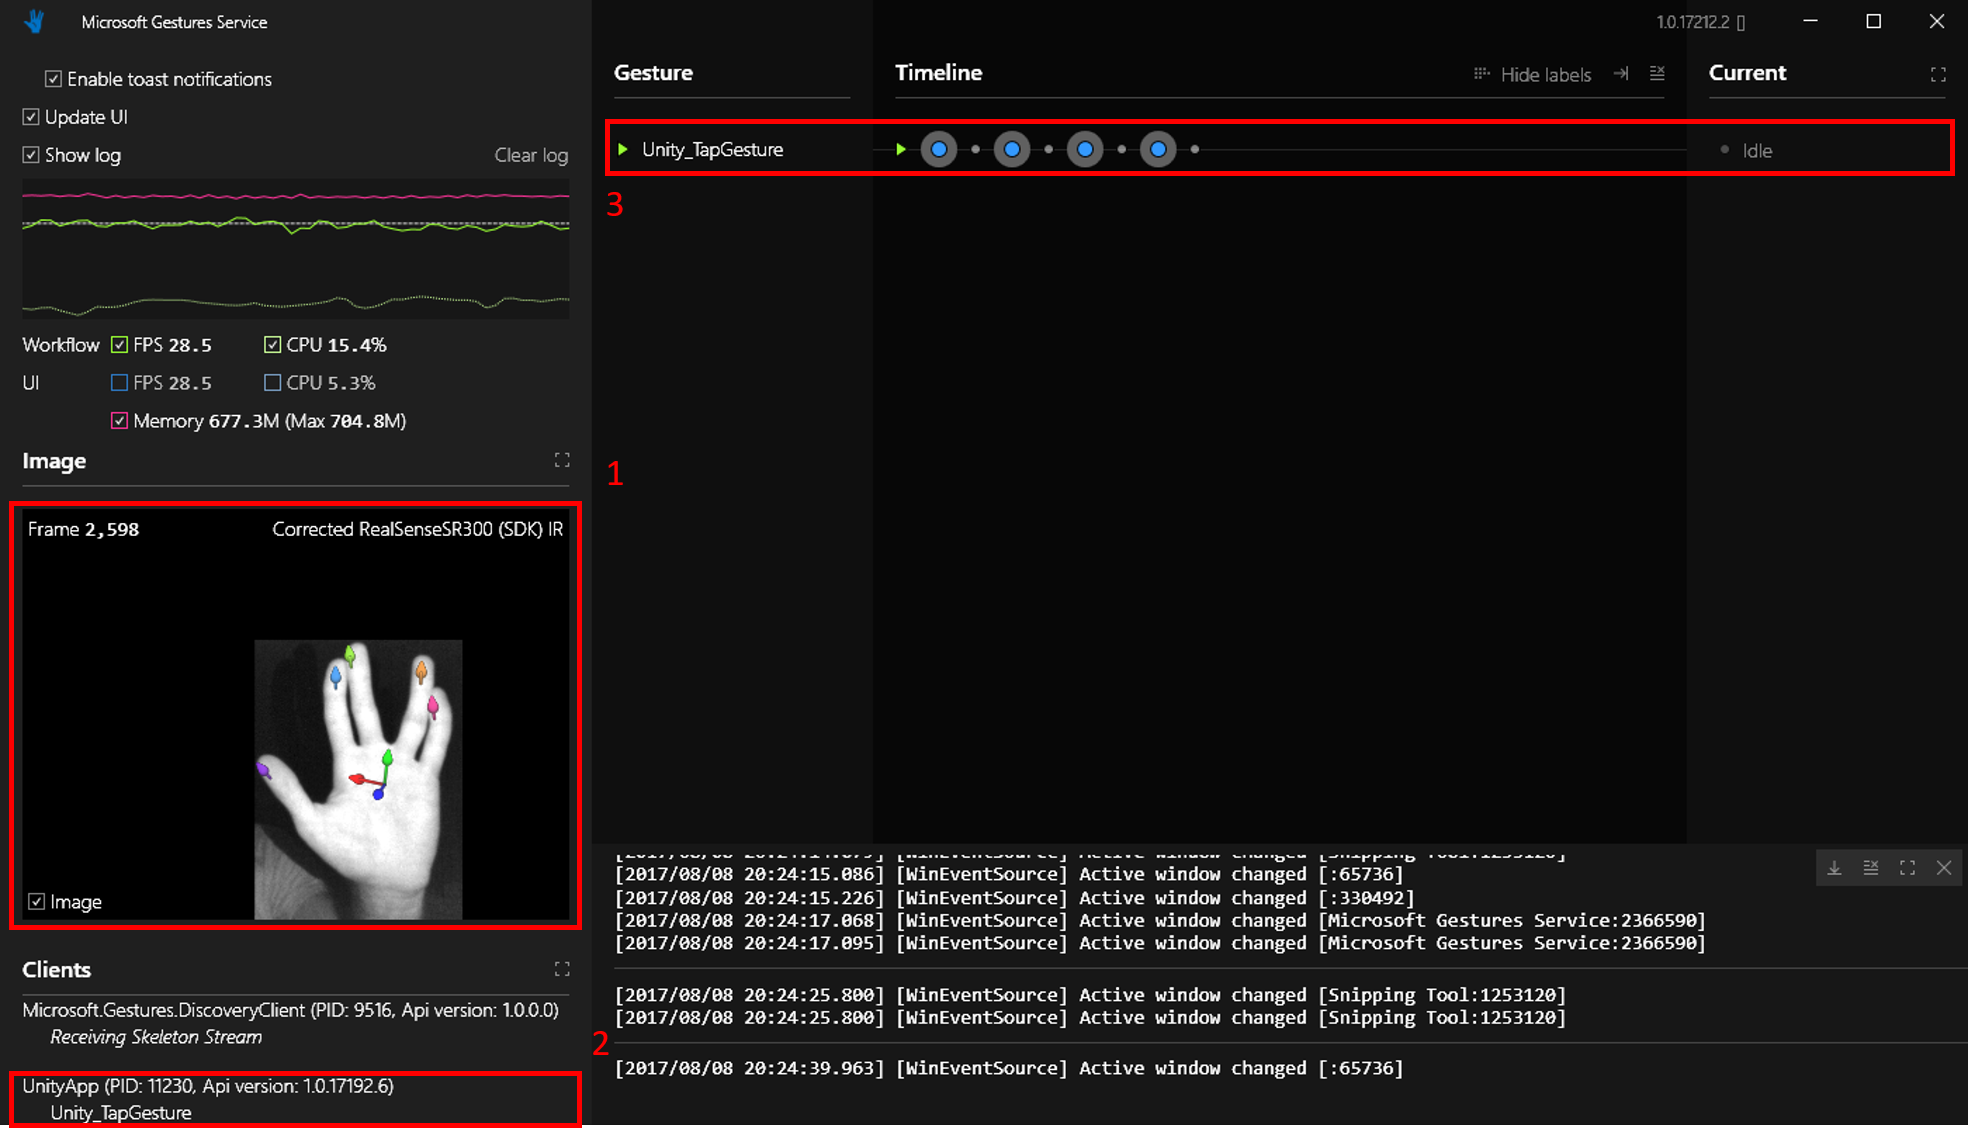 Microsoft Gestures Service
1.0.17212.2
Enable toast notifications
Update UI
Show log
Clear log
Workflow FPS 28.5 CPU 15.4%
UI FPS 28.5 CPU 5.3%
Memory 677.3M (Max 704.8M)
Image
Frame 2,598 Corrected RealSenseSR300 (SDK) IR
Image
Clients
Microsoft.Gestures.DiscoveryClient (PID: 9516, Api version: 1.0.0.0)
Receiving Skeleton Stream
UnityApp (PID: 11230, Api version: 1.0.17192.6)
Unity_TapGesture
Gesture
Timeline
Hide labels
Current
Unity_TapGesture
Idle
3
1
2
[WinEventSource] Active window changed [Snipping Tool:1253120]
[2017/08/08 20:24:15.086] [WinEventSource] Active window changed [:65736]
[2017/08/08 20:24:15.226] [WinEventSource] Active window changed [:330492]
[2017/08/08 20:24:17.068] [WinEventSource] Active window changed [Microsoft Gestures Service:2366590]
[2017/08/08 20:24:17.095] [WinEventSource] Active window changed [Microsoft Gestures Service:2366590]
[2017/08/08 20:24:25.800] [WinEventSource] Active window changed [Snipping Tool:1253120]
[2017/08/08 20:24:25.800] [WinEventSource] Active window changed [Snipping Tool:1253120]
[2017/08/08 20:24:39.963] [WinEventSource] Active window changed [:65736]